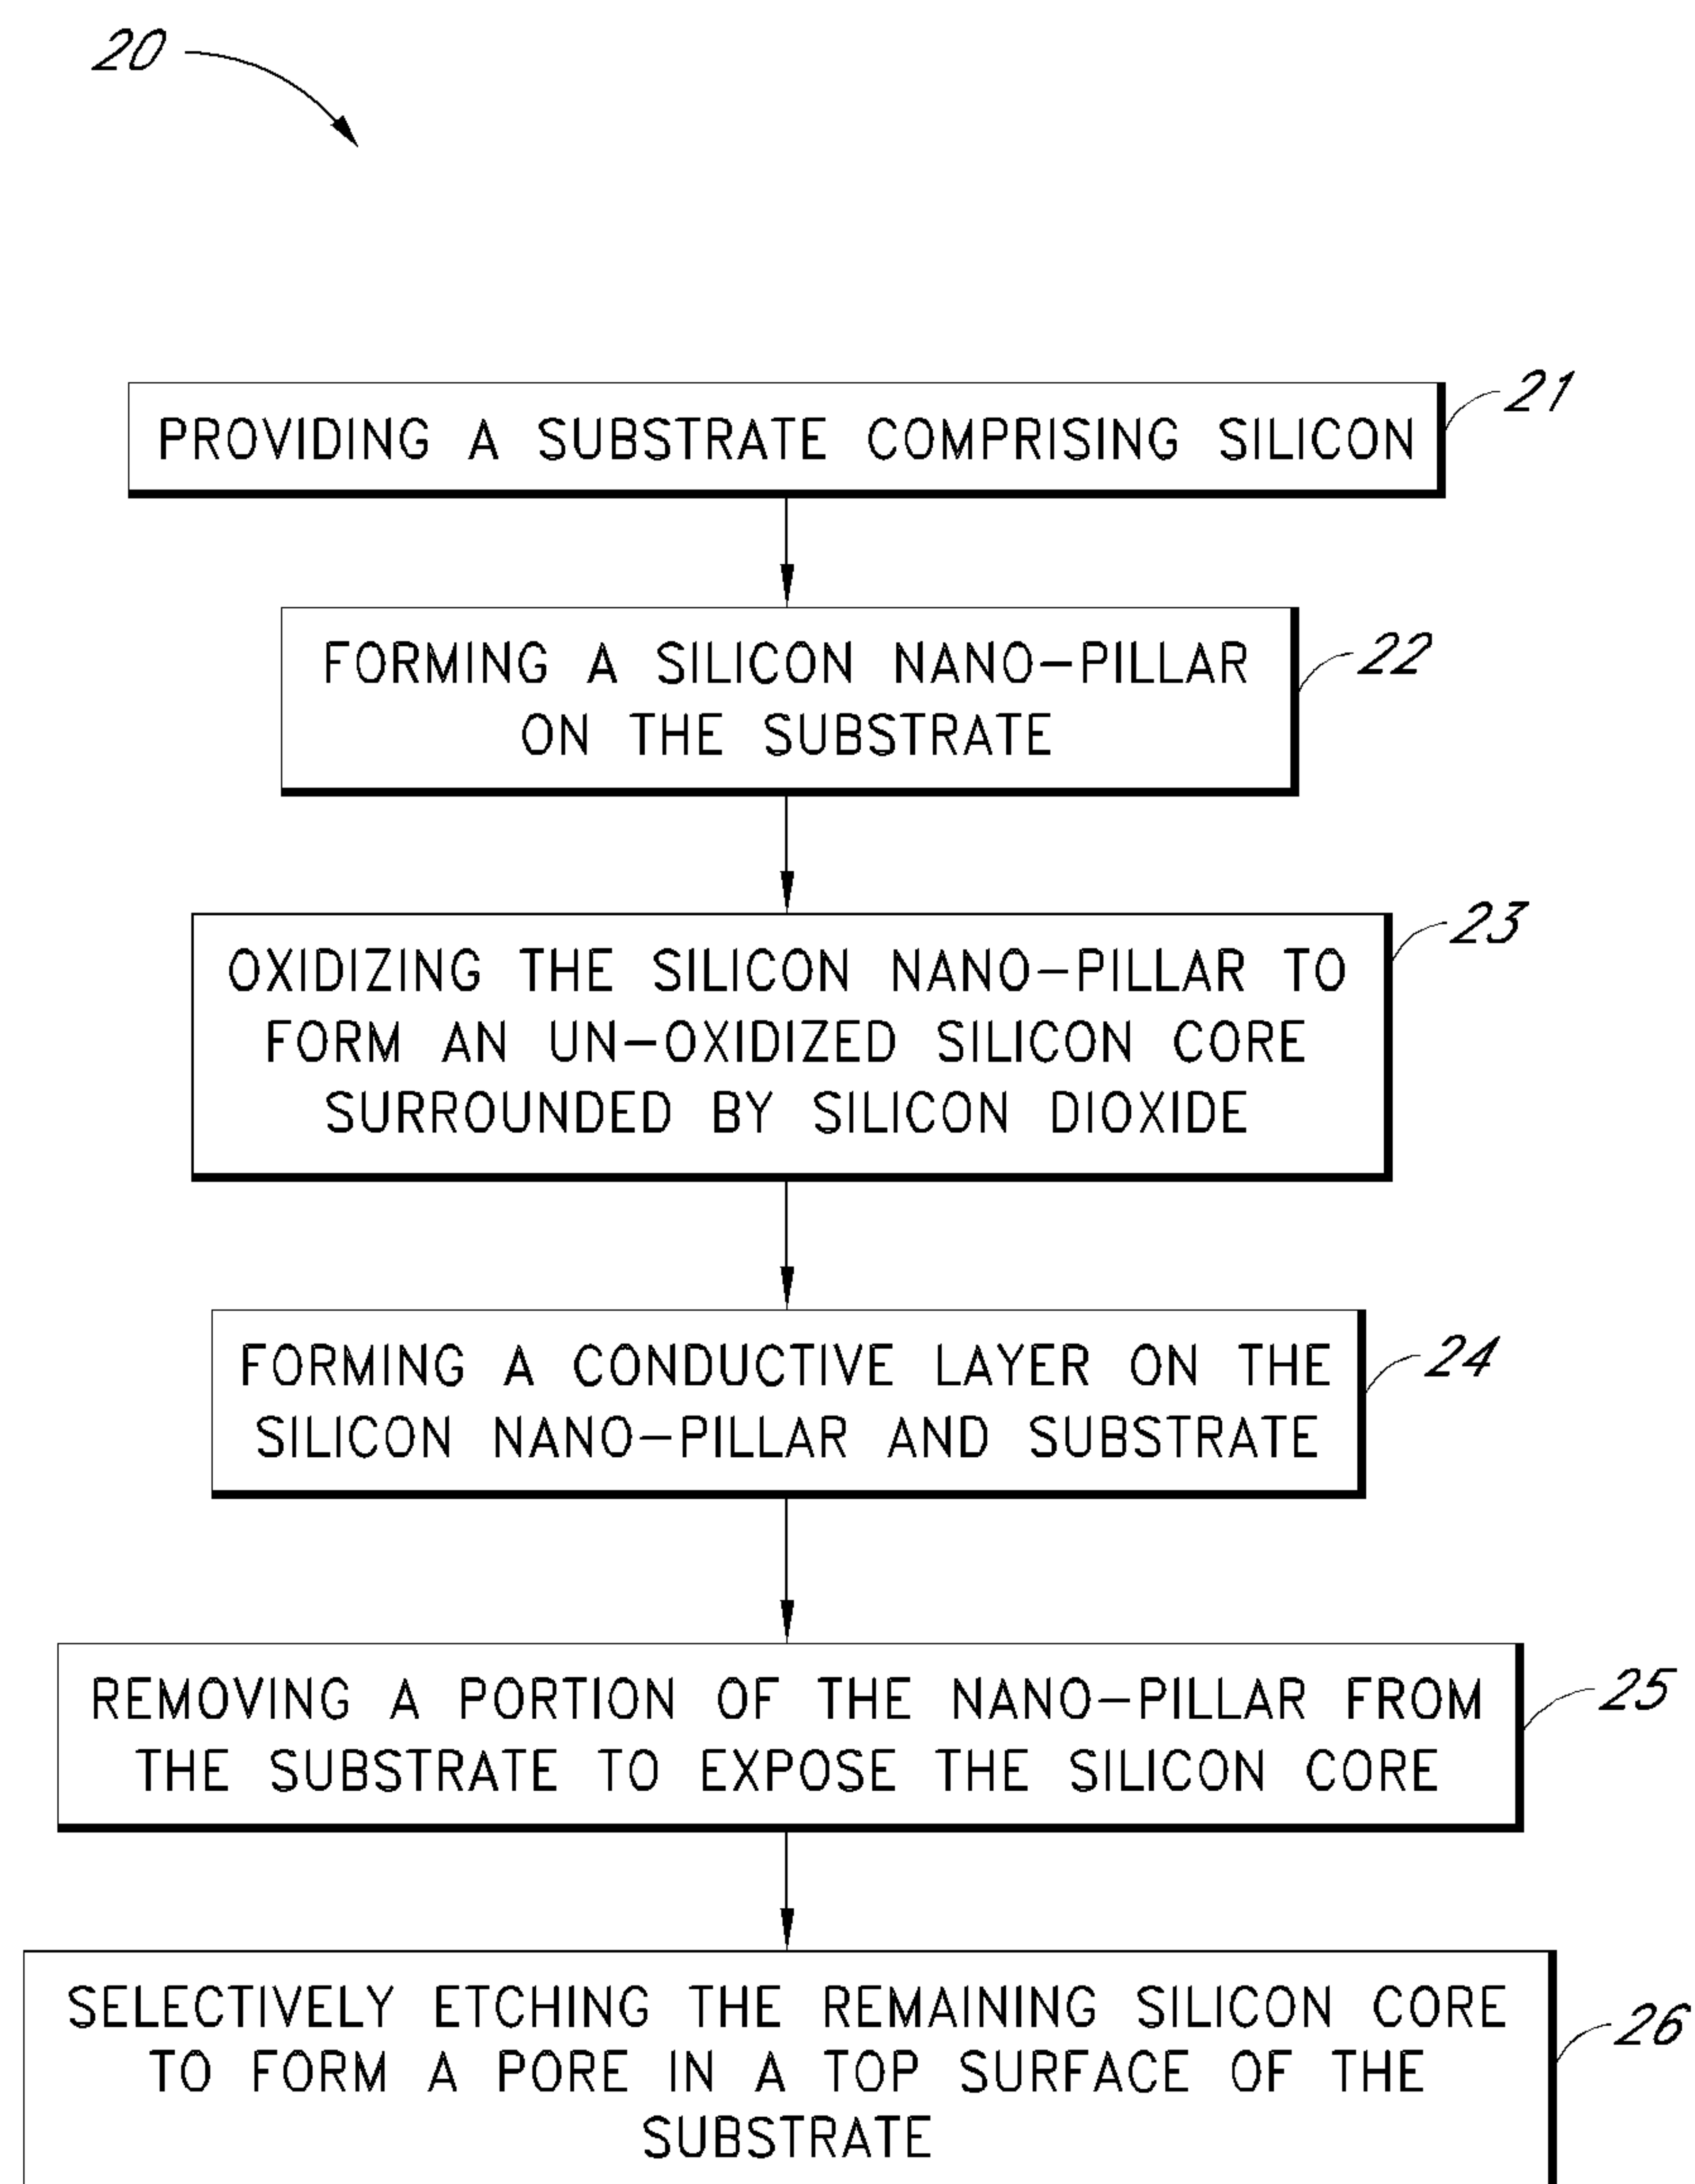 20
PROVIDING A SUBSTRATE COMPRISING SILICON
21
FORMING A SILICON NANO-PILLAR
ON THE SUBSTRATE
22
OXIDIZING THE SILICON NANO-PILLAR TO
FORM AN UN-OXIDIZED SILICON CORE
SURROUNDED BY SILICON DIOXIDE
23
FORMING A CONDUCTIVE LAYER ON THE
SILICON NANO-PILLAR AND SUBSTRATE
24
REMOVING A PORTION OF THE NANO-PILLAR FROM
THE SUBSTRATE TO EXPOSE THE SILICON CORE
25
SELECTIVELY ETCHING THE REMAINING SILICON CORE
TO FORM A PORE IN A TOP SURFACE OF THE
SUBSTRATE
26